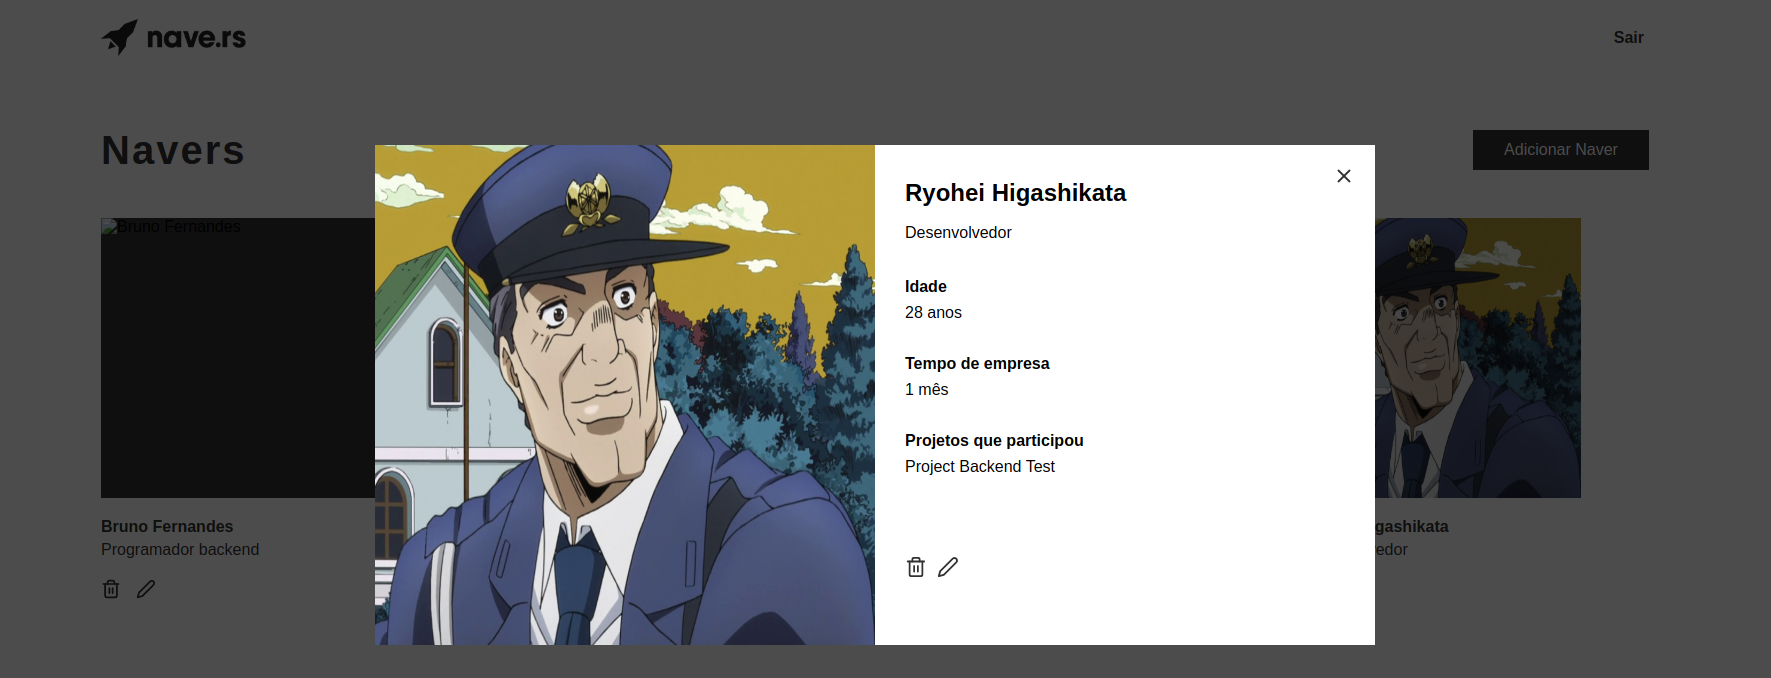 nave.rs
Sair
Navers
Adicionar Naver
Bruno Fernandes
Bruno Fernandes
Programador backend
Ryohei Higashikata
Desenvolvedor
Idade
28 anos
Tempo de empresa
1 mês
Projetos que participou
Project Backend Test
gashikata
edor